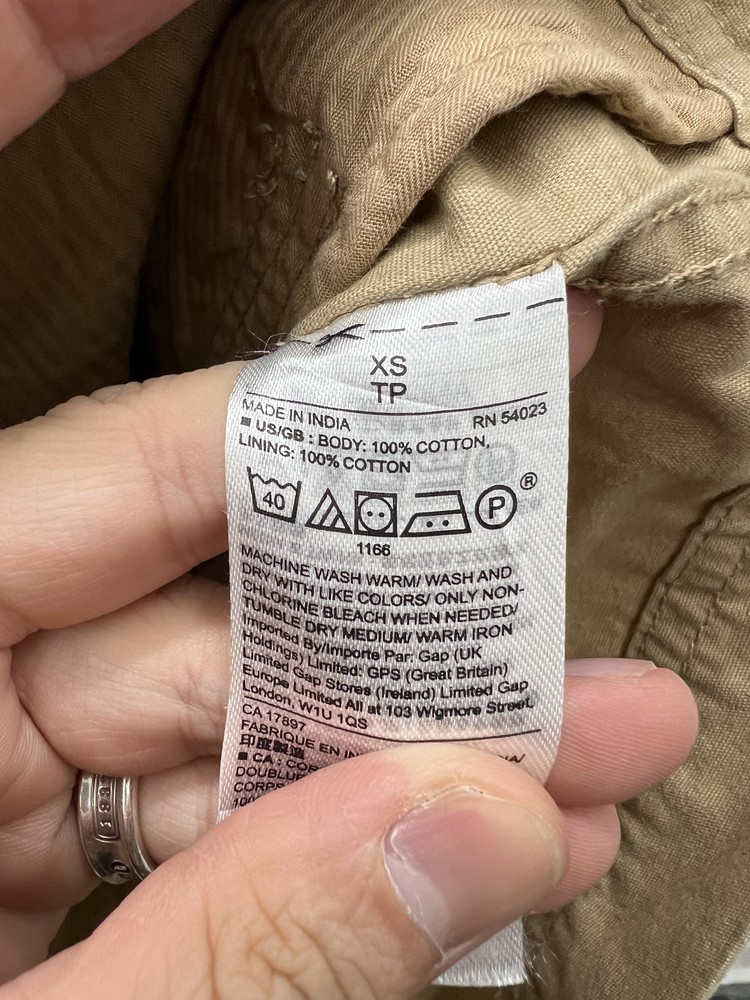 XS
TP
MADE IN INDIA RN 54023
■ US/GB : BODY: 100% COTTON,
LINING: 100% COTTON
40 P ®
1166
MACHINE WASH WARM/ WASH AND
DRY WITH LIKE COLORS/ ONLY NON-
CHLORINE BLEACH WHEN NEEDED/
TUMBLE DRY MEDIUM/ WARM IRON
Imported By/Importe Par: Gap (UK
Holdings) Limited: GPS (Great Britain)
Limited Gap Stores (Ireland) Limited Gap
Europe Limited All at 103 Wigmore Street,
London, W1U 1QS
CA 17897
FABRIQUE EN IN
印度製造
■ CA : COR
DOUBLU
CORPS